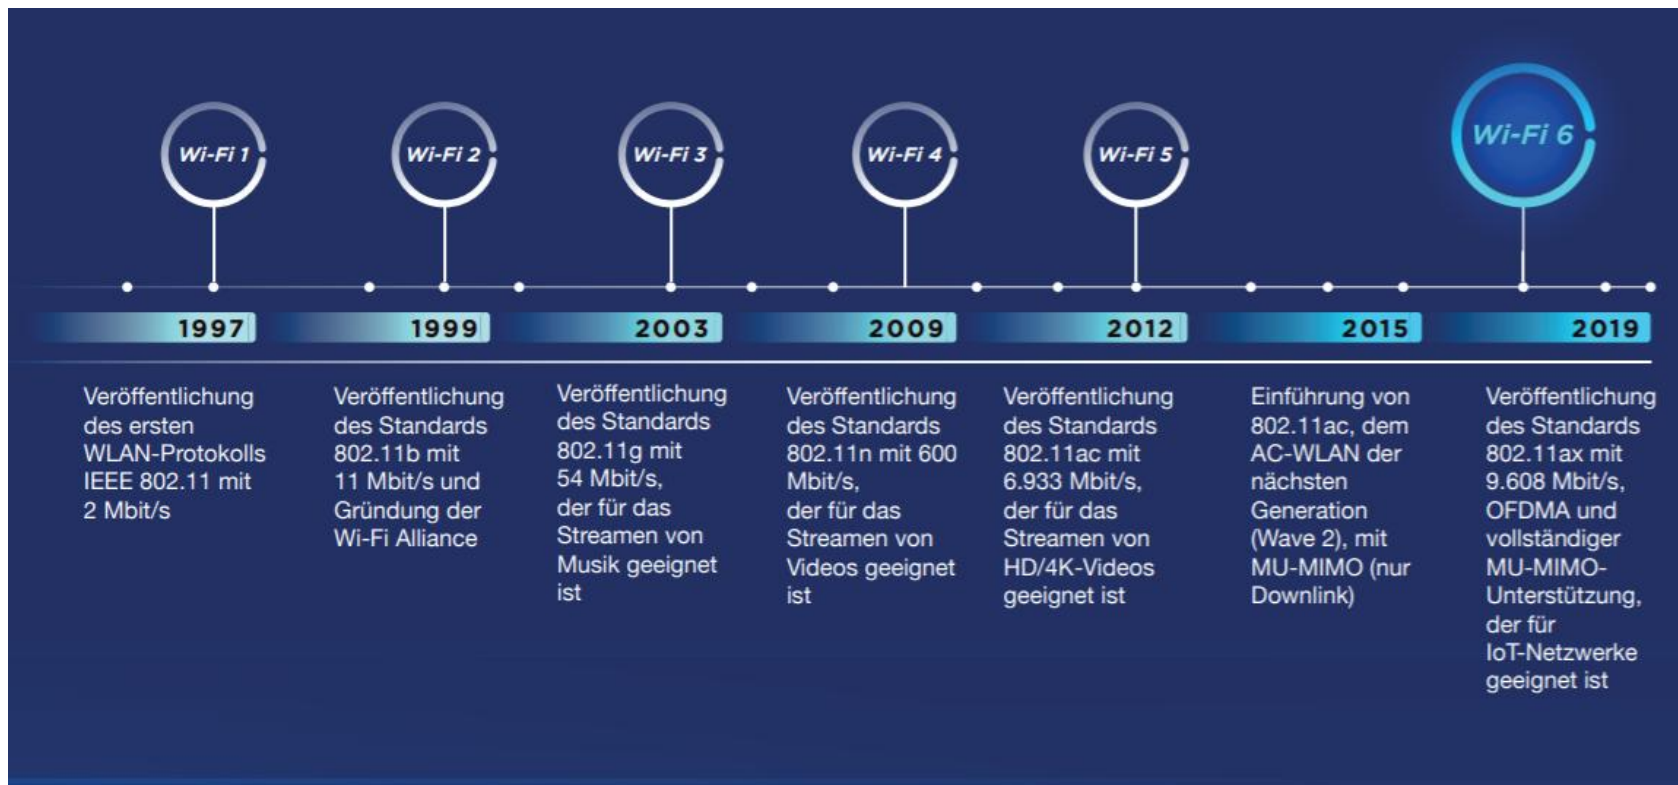 Wi-Fi 1
Wi-Fi 2
Wi-Fi 3
Wi-Fi 4
Wi-Fi 5
Wi-Fi 6
1997
1999
2003
2009
2012
2015
2019
Veröffentlichung
des ersten
WLAN-Protokolls
IEEE 802.11 mit
2 Mbit/s
Veröffentlichung
des Standards
802.11b mit
11 Mbit/s und
Gründung der
Wi-Fi Alliance
Veröffentlichung
des Standards
802.11g mit
54 Mbit/s,
der für das
Streamen von
Musik geeignet
ist
Veröffentlichung
des Standards
802.11n mit 600
Mbit/s,
der für das
Streamen von
Videos geeignet
ist
Veröffentlichung
des Standards
802.11ac mit
6.933 Mbit/s,
der für das
Streamen von
HD/4K-Videos
geeignet ist
Einführung von
802.11ac, dem
AC-WLAN der
nächsten
Generation
(Wave 2), mit
MU-MIMO (nur
Downlink)
Veröffentlichung
des Standards
802.11ax mit
9.608 Mbit/s,
OFDMA und
vollständiger
MU-MIMO-
Unterstützung,
der für
IoT-Netzwerke
geeignet ist